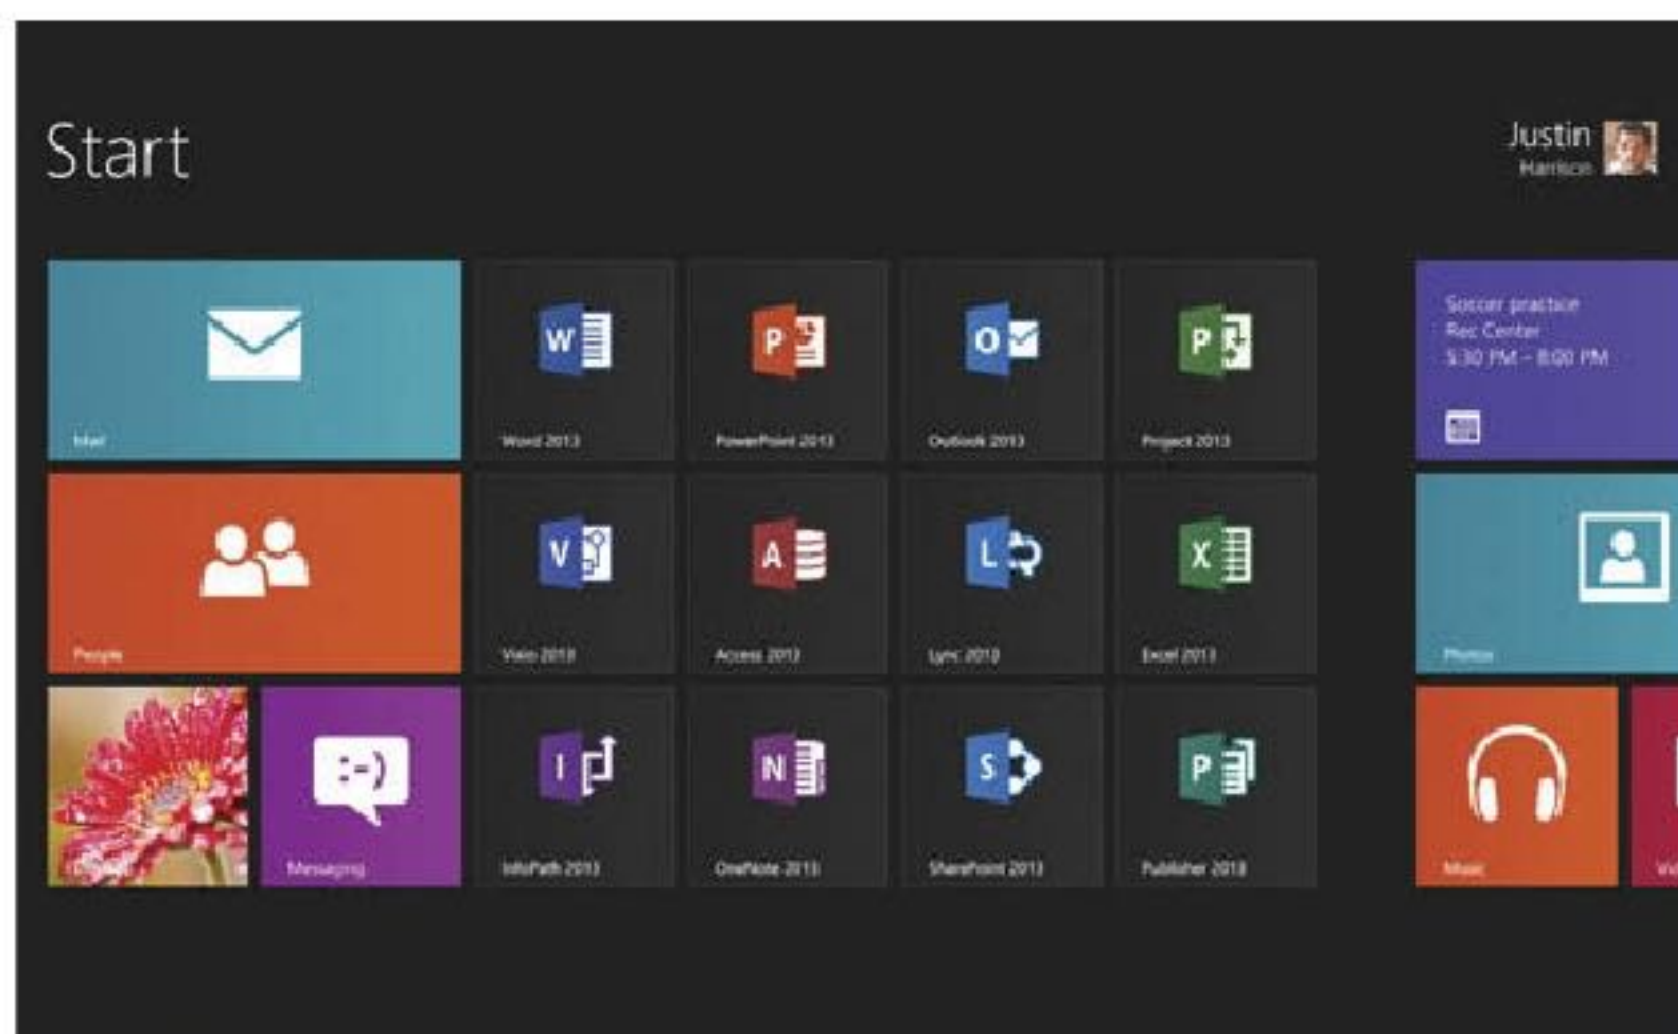 Start
Justin
Harrison
Mail
W
Word 2013
P
PowerPoint 2013
O
Outlook 2013
P
Project 2013
Soccer practice
Rec Center
5:30 PM – 8:00 PM
People
V
Visio 2013
A
Access 2013
L
Lync 2013
X
Excel 2013
Photos
:-)
Messaging
I
InfoPath 2013
N
OneNote 2013
S
SharePoint 2013
P
Publisher 2013
Music